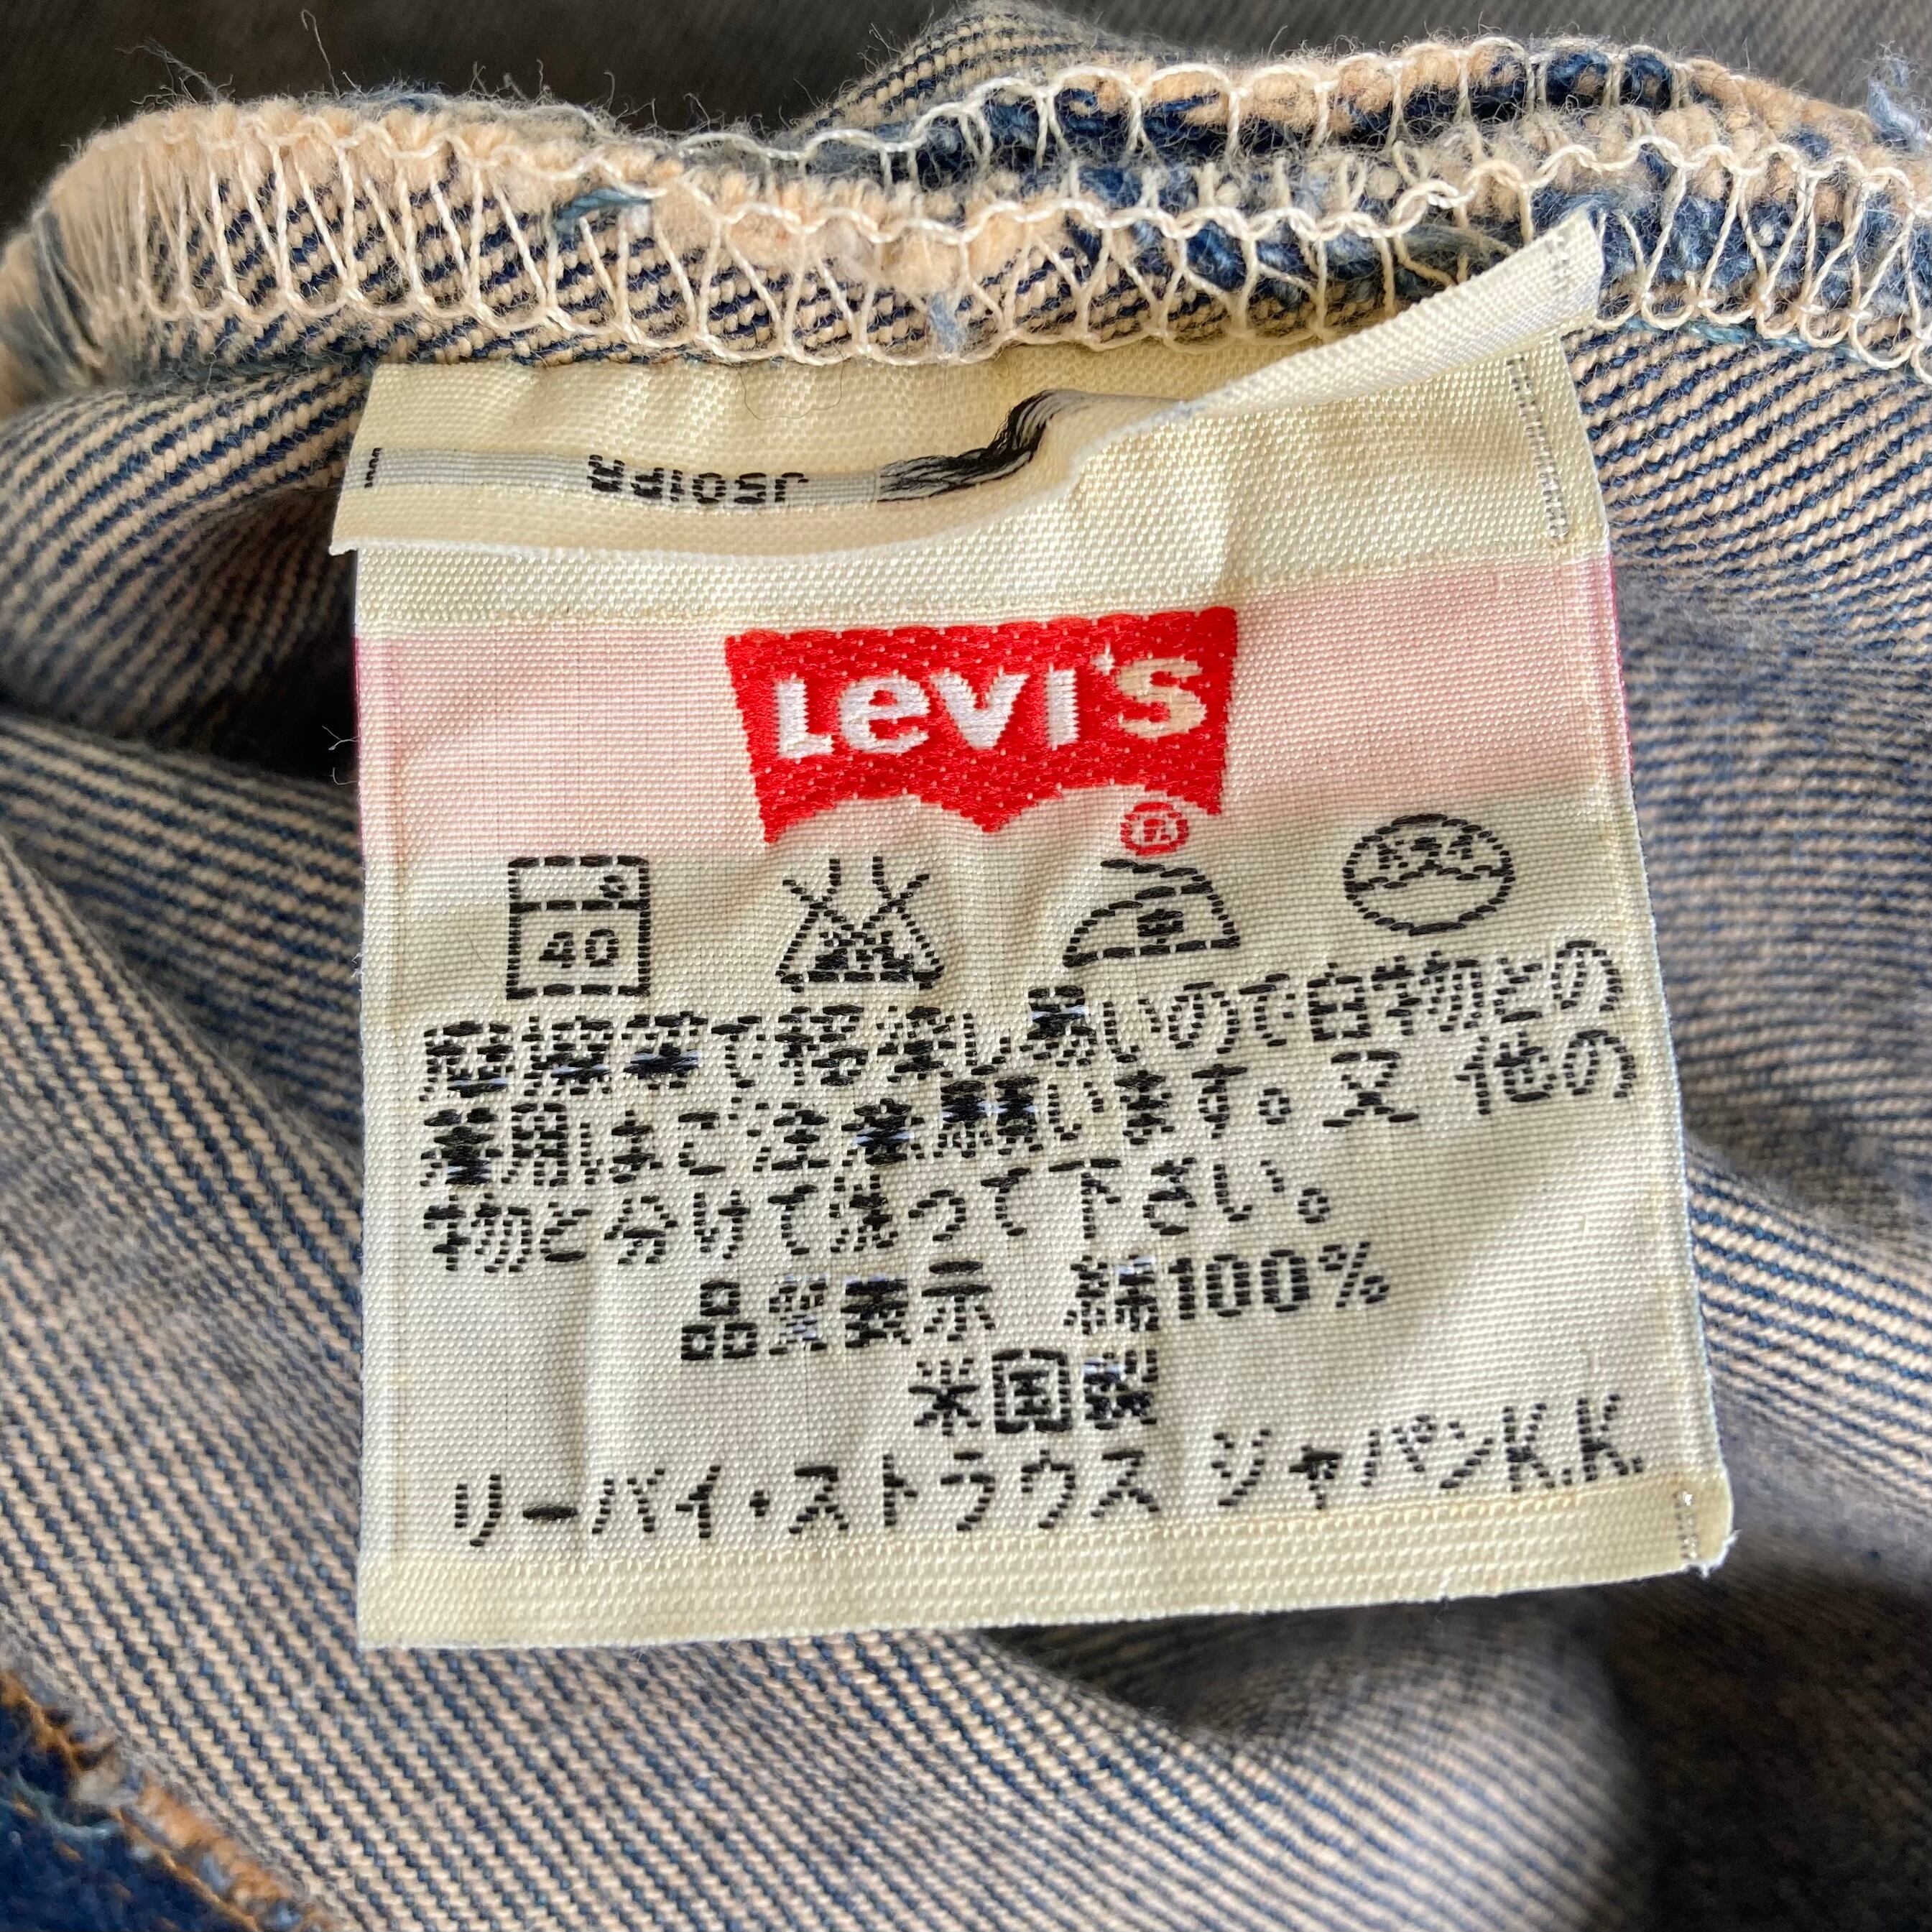 LEVI'S
®
40
摩擦等で移染し易いので白物との
着用はご注意願います。又 他の
物と分けて洗って下さい。
品質表示 綿100%
米国製
リーバイ・ストラウス ジャパンK.K.